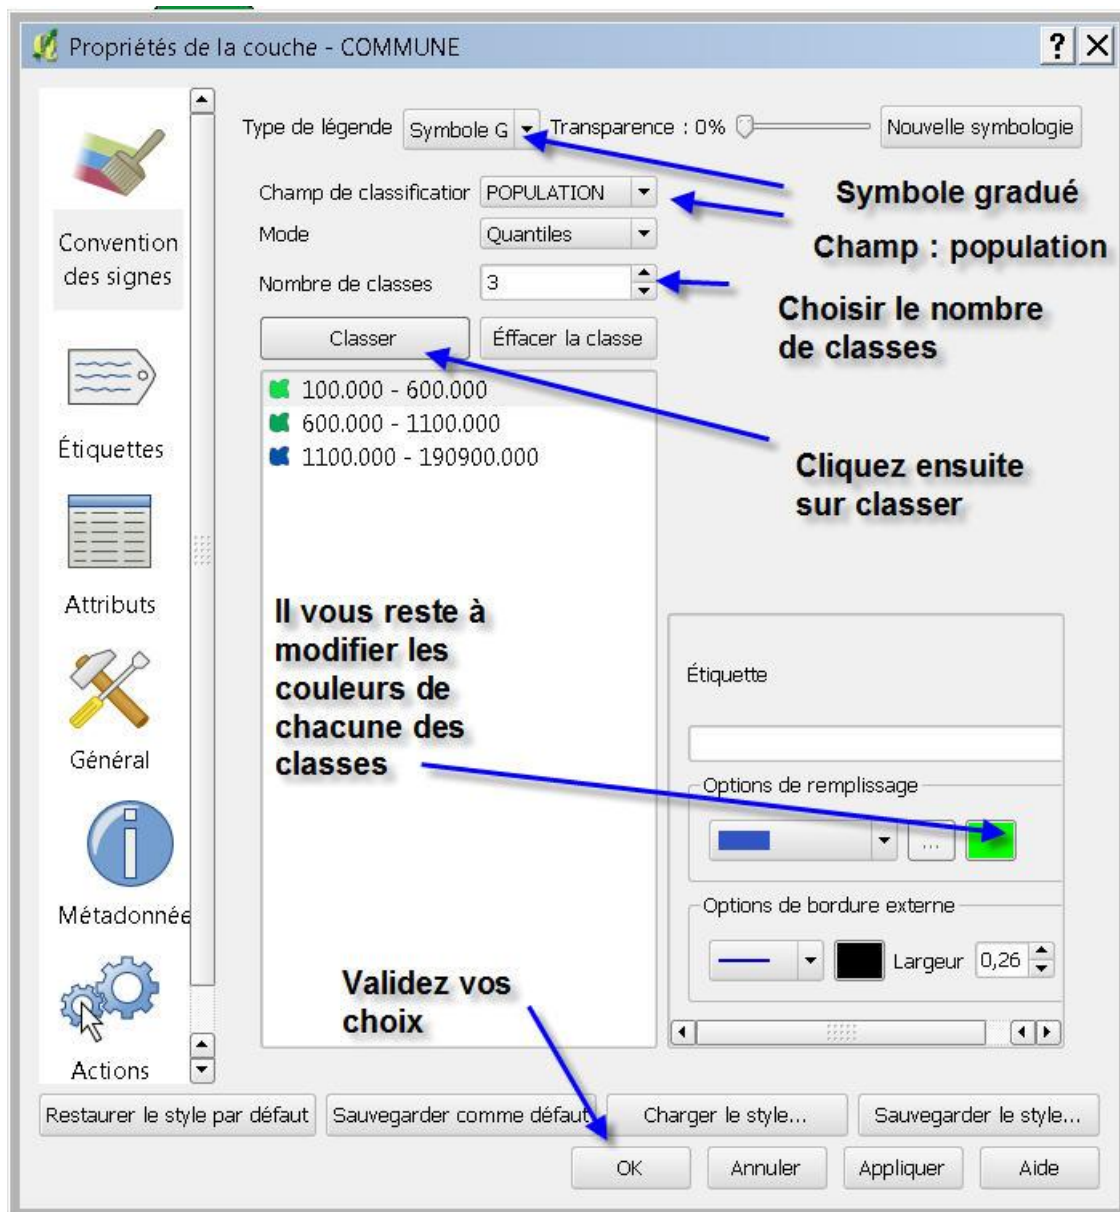 Propriétés de la couche - COMMUNE
?
Type de légende Symbole G Transparence : 0% Nouvelle symbologie
Symbole gradué
Champ de classificatior POPULATION
Champ : population
Mode Quantiles
Nombre de classes 3
Choisir le nombre
de classes
Classer Éffacer la classe
100.000 - 600.000
600.000 - 1100.000
1100.000 - 190900.000
Cliquez ensuite
sur classer
Convention
des signes
Étiquettes
Attributs
Général
Métadonnée
Actions
Il vous reste à
modifier les
couleurs de
chacune des
classes
Étiquette
Options de remplissage
...
Options de bordure externe
Largeur 0,26
Validez vos
choix
Restaurer le style par défaut Sauvegarder comme défaut Charger le style... Sauvegarder le style...
OK Annuler Appliquer Aide